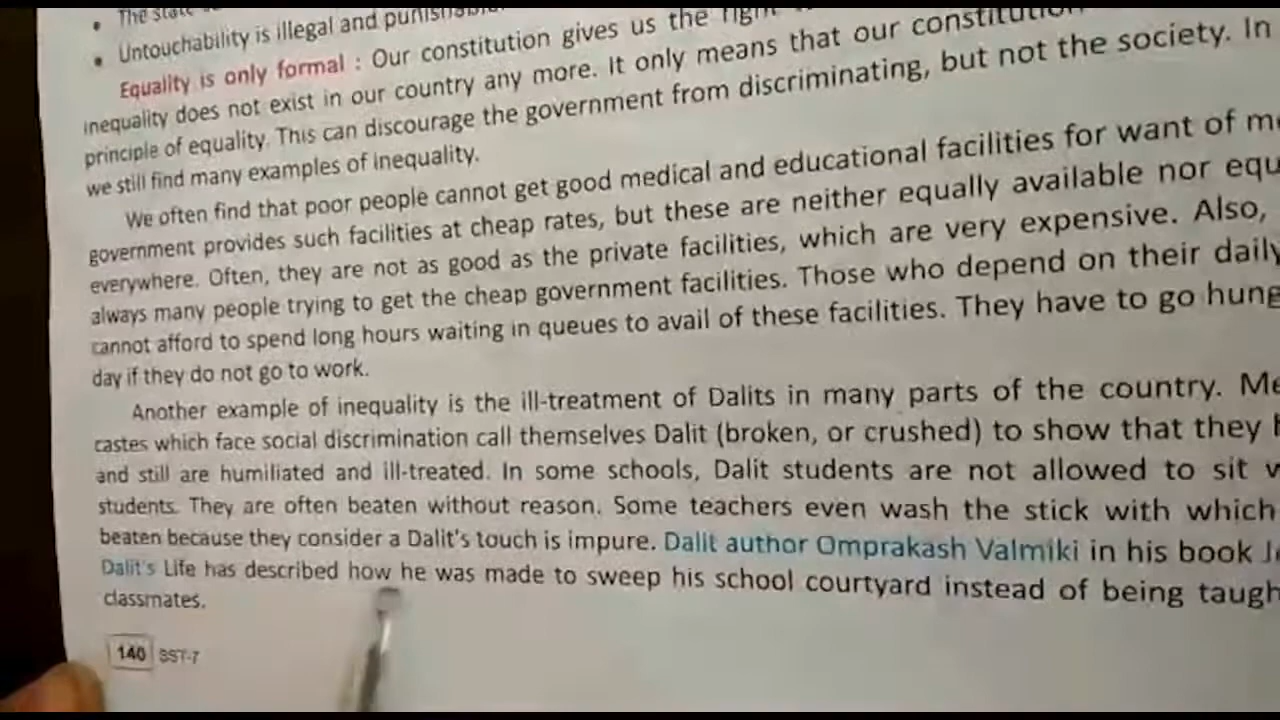 • The state
• Untouchability is illegal and punishable
Equality is only formal : Our constitution gives us the right
inequality does not exist in our country any more. It only means that our constitution
principle of equality. This can discourage the government from discriminating, but not the society. In
we still find many examples of inequality.
We often find that poor people cannot get good medical and educational facilities for want of
government provides such facilities at cheap rates, but these are neither equally available nor
everywhere. Often, they are not as good as the private facilities, which are very expensive. Also,
always many people trying to get the cheap government facilities. Those who depend on their daily
cannot afford to spend long hours waiting in queues to avail of these facilities. They have to go
day if they do not go to work.
Another example of inequality is the ill-treatment of Dalits in many parts of the country.
castes which face social discrimination call themselves Dalit (broken, or crushed) to show that they
and still are humiliated and ill-treated. In some schools, Dalit students are not allowed to sit
students. They are often beaten without reason. Some teachers even wash the stick with which
beaten because they consider a Dalit's touch is impure. Dalit author Omprakash Valmiki in his book
Dalit's Life has described how he was made to sweep his school courtyard instead of being
classmates.
140 SST-7